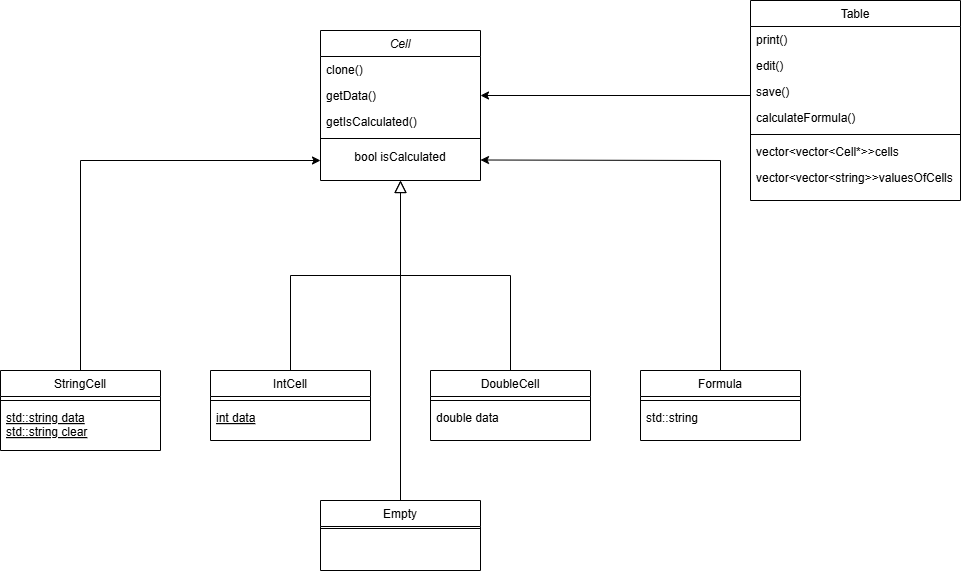 Cell
clone()
getData()
getIsCalculated()
bool isCalculated
Table
print()
edit()
save()
calculateFormula()
vector<vector<Cell*>>cells
vector<vector<string>>valuesOfCells
StringCell
std::string data
std::string clear
IntCell
int data
DoubleCell
double data
Formula
std::string
Empty